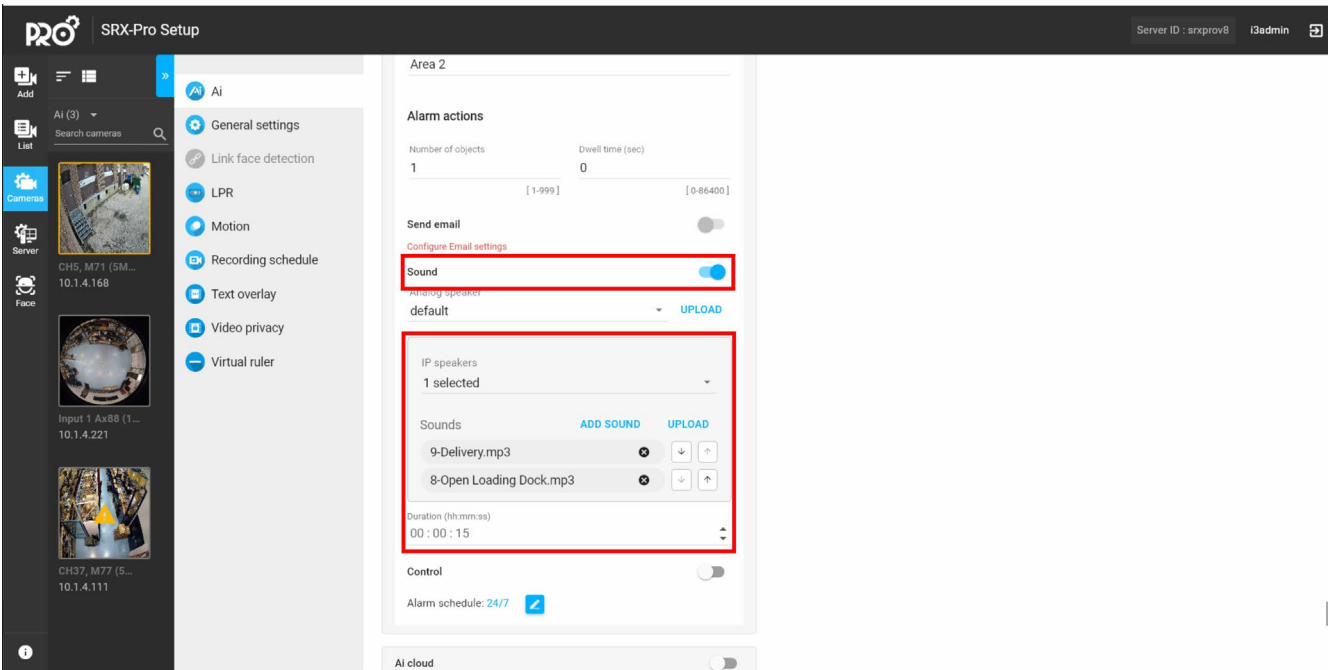 PRO SRX-Pro Setup
Server ID : srxprov8 i3admin
Add
List
Cameras
Server
Face
Ai (3)
Search cameras
CH5, M71 (5M...
10.1.4.168
Input 1 Ax88 (1...
10.1.4.221
CH37, M77 (5...
10.1.4.111
Ai
General settings
Link face detection
LPR
Motion
Recording schedule
Text overlay
Video privacy
Virtual ruler
Area 2
Alarm actions
Number of objects Dwell time (sec)
1 0
[ 1-999 ] [ 0-86400 ]
Send email
Configure Email settings
Sound
Analog speaker
default UPLOAD
IP speakers
1 selected
Sounds ADD SOUND UPLOAD
9-Delivery.mp3
8-Open Loading Dock.mp3
Duration (hh:mm:ss)
00 : 00 : 15
Control
Alarm schedule: 24/7
Ai cloud